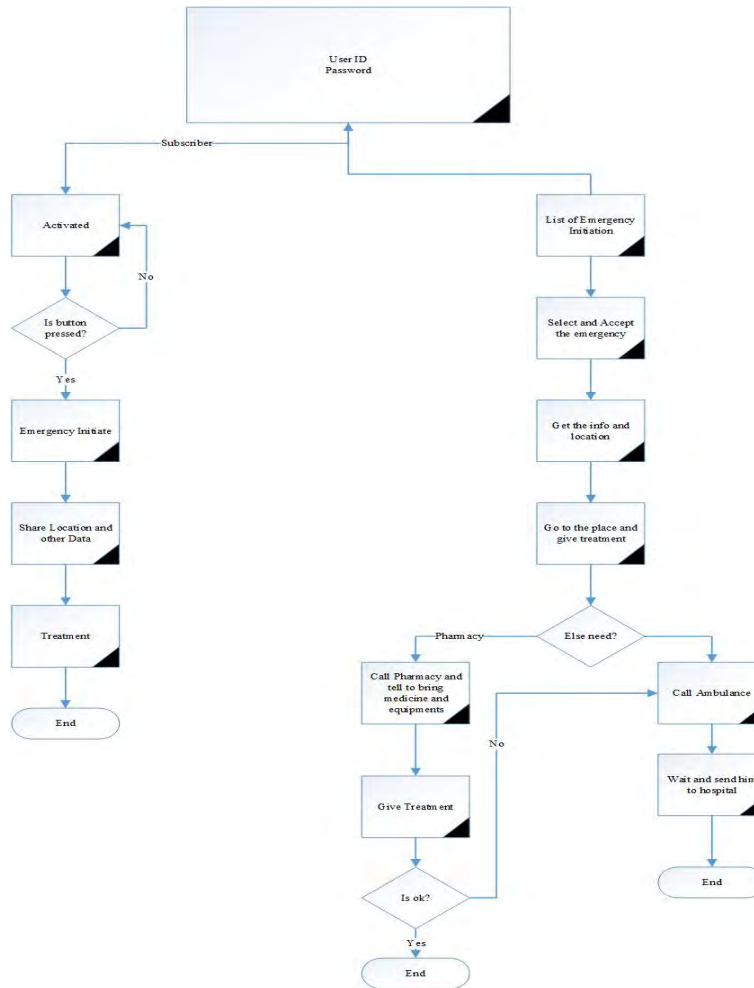 User ID
Password
Subscriber
Activated
No
Is button
pressed?
Yes
Emergency Initiate
Share Location and
other Data
Treatment
End
List of Emergency
Initiation
Select and Accept
the emergency
Get the info and
location
Go to the place and
give treatment
Else need?
Pharmacy
Call Pharmacy and
tell to bring
medicine and
equipments
Give Treatment
Is ok?
Yes
End
No
Call Ambulance
Wait and send him
to hospital
End